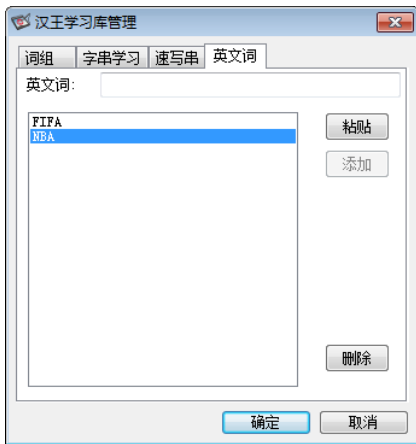 汉王学习库管理
词组 字串学习 速写串 英文词
英文词:
FIFA
NBA
粘贴
添加
删除
确定 取消